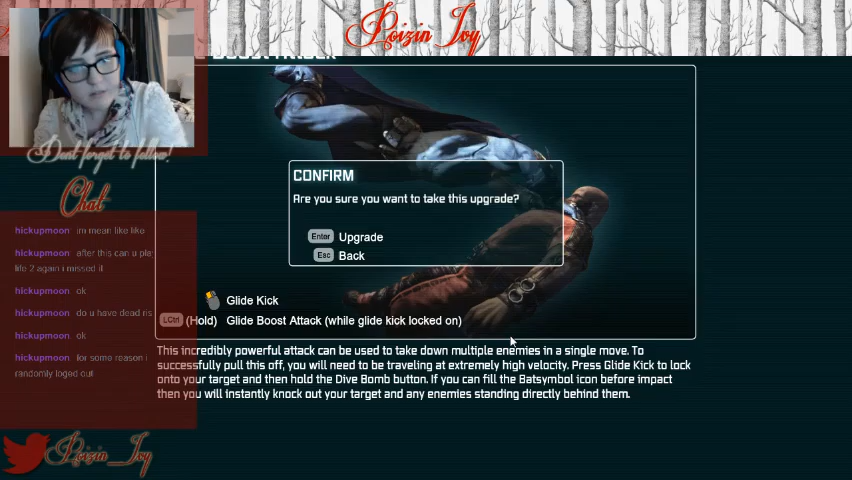 Roizin Joy
Dont forget to follow!
Chat
hickupmoon im mean like like
hickupmoon after this can u pla
life 2 again i missed it
hickupmoon ok
hickupmoon do u have dead ris
hickupmoon ok
hickupmoon for some reason i
randomly loged out
Roizin_Joy
CONFIRM
Are you sure you want to take this upgrade?
Enter Upgrade
Esc Back
Glide Kick
LCtrl (Hold) Glide Boost Attack (while glide kick locked on)
This incredibly powerful attack can be used to take down multiple enemies in a single move. To
successfully pull this off, you will need to be traveling at extremely high velocity. Press Glide Kick to lock
onto your target and then hold the Dive Bomb button. If you can fill the Batsymbol icon before impact
then you will instantly knock out your target and any enemies standing directly behind them.